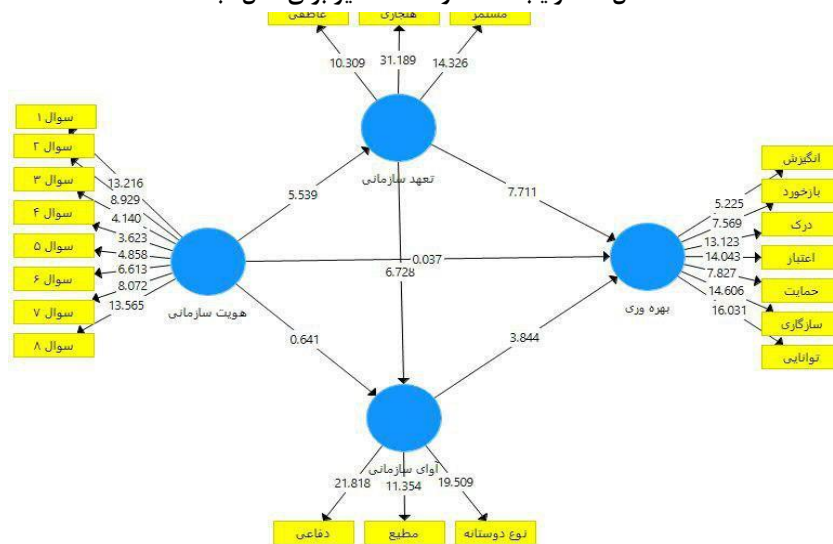 عاطفی
هنجاری
مستمر
10.309
31.189
14.326
تعهد سازمانی
سوال ۱
سوال ۲
سوال ۳
سوال ۴
سوال ۵
سوال ۶
سوال ۷
سوال ۸
13.216
8.929
4.140
3.623
4.858
6.613
8.072
13.565
هویت سازمانی
5.539
7.711
0.037
6.728
0.641
3.844
بهره وری
5.225
7.569
13.123
14.043
7.827
14.606
16.031
انگیزش
بازخورد
درک
اعتبار
حمایت
سازگاری
توانایی
آوای سازمانی
21.818
11.354
19.509
دفاعی
مطیع
نوع دوستانه